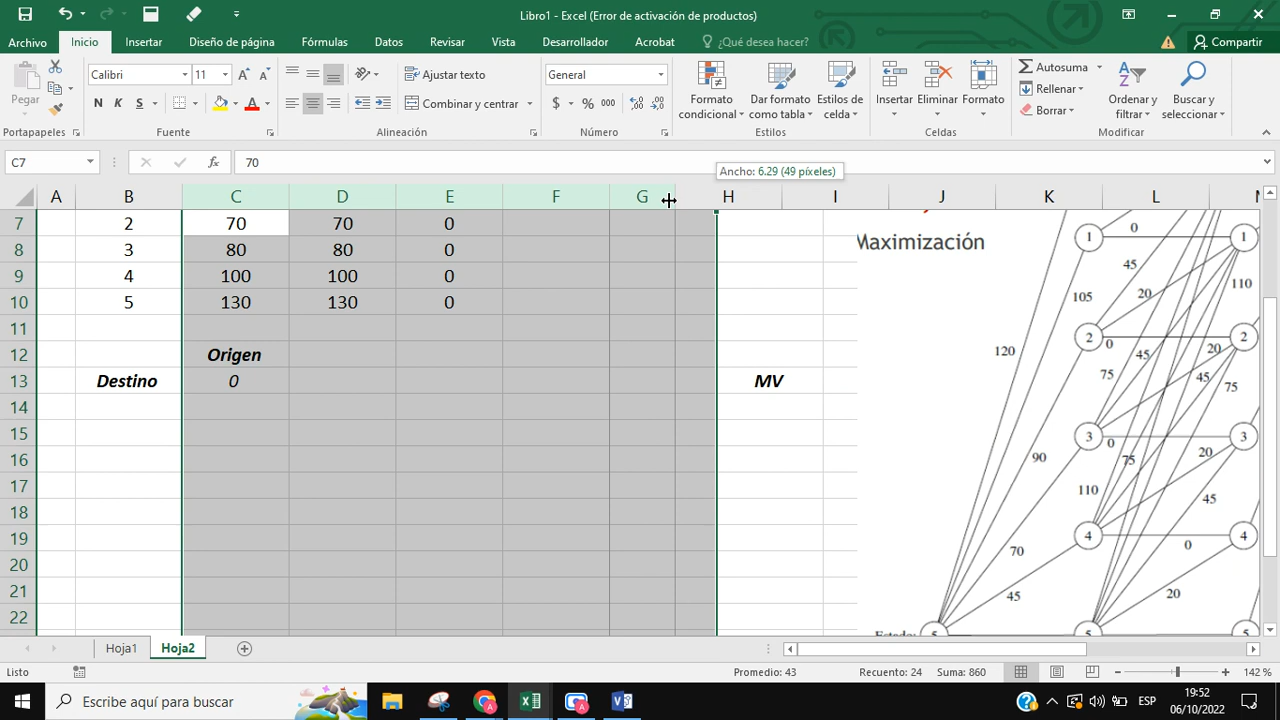 Libro1 - Excel (Error de activación de productos)
Archivo Inicio Insertar Diseño de página Fórmulas Datos Revisar Vista Desarrollador Acrobat ¿Qué desea hacer? Compartir
Pegar
Calibri 11
N K S
Ajustar texto
Combinar y centrar
General
$ % 000
Formato condicional
Dar formato como tabla
Estilos de celda
Insertar Eliminar Formato
Autosuma
Rellenar
Borrar
Ordenar y filtrar
Buscar y seleccionar
Portapapeles Fuente Alineación Número Estilos Celdas Modificar
C7 fx 70
Ancho: 6.29 (49 píxeles)
A B C D E F G H I J K L
7 2 70 70 0
8 3 80 80 0
9 4 100 100 0
10 5 130 130 0
11
12 Origen
13 Destino 0 MV
14
15
16
17
18
19
20
21
22
Maximización
1 0 1
45
20 110
105
2 0 2
120 45 20
75 45 75
3 0 3
90 75 20
110 45
4 0 4
70
45 20
5 5 5
Hoja1 Hoja2
Listo Promedio: 43 Recuento: 24 Suma: 860 142 %
Escribe aquí para buscar
ESP
19:52
06/10/2022